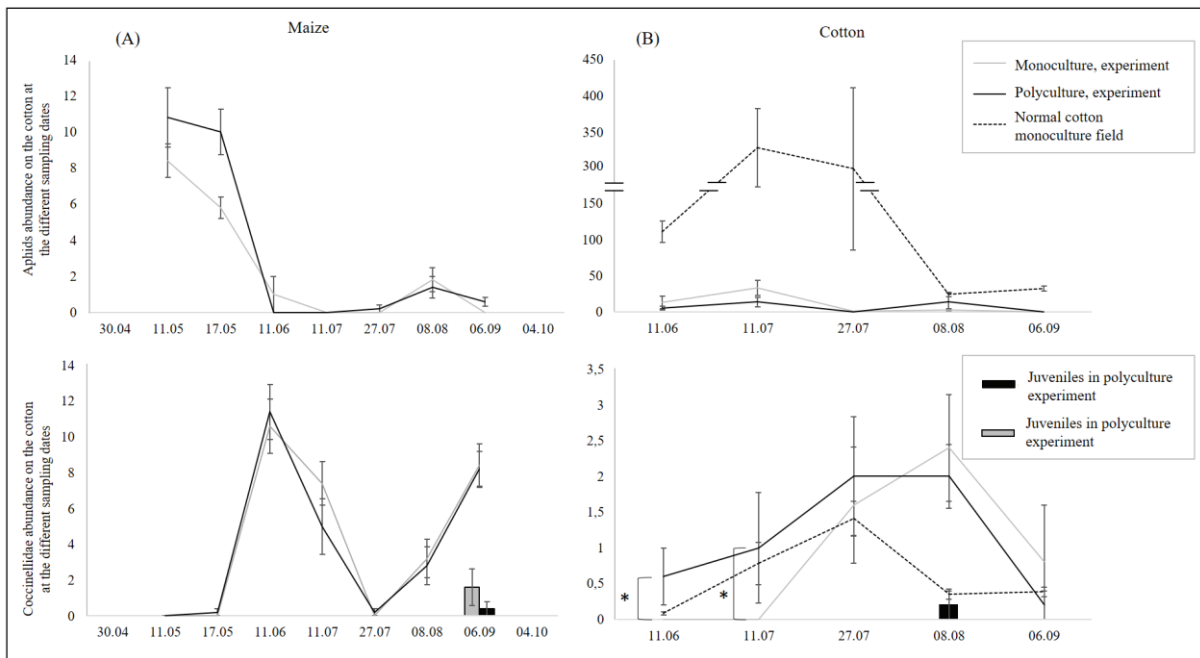 (A)
Maize
Aphids abundance on the cotton at
the different sampling dates
14
12
10
8
6
4
2
0
30.04 11.05 17.05 11.06 11.07 27.07 08.08 06.09 04.10
(B)
Cotton
450
400
350
300
150
100
50
0
11.06 11.07 27.07 08.08 06.09
Monoculture, experiment
Polyculture, experiment
Normal cotton
monoculture field
Coccinellidae abundance on the cotton
at the different sampling dates
14
12
10
8
6
4
2
0
30.04 11.05 17.05 11.06 11.07 27.07 08.08 06.09 04.10
3,5
3
2,5
2
1,5
1
0,5
0
*
*
11.06 11.07 27.07 08.08 06.09
Juveniles in polyculture
experiment
Juveniles in polyculture
experiment